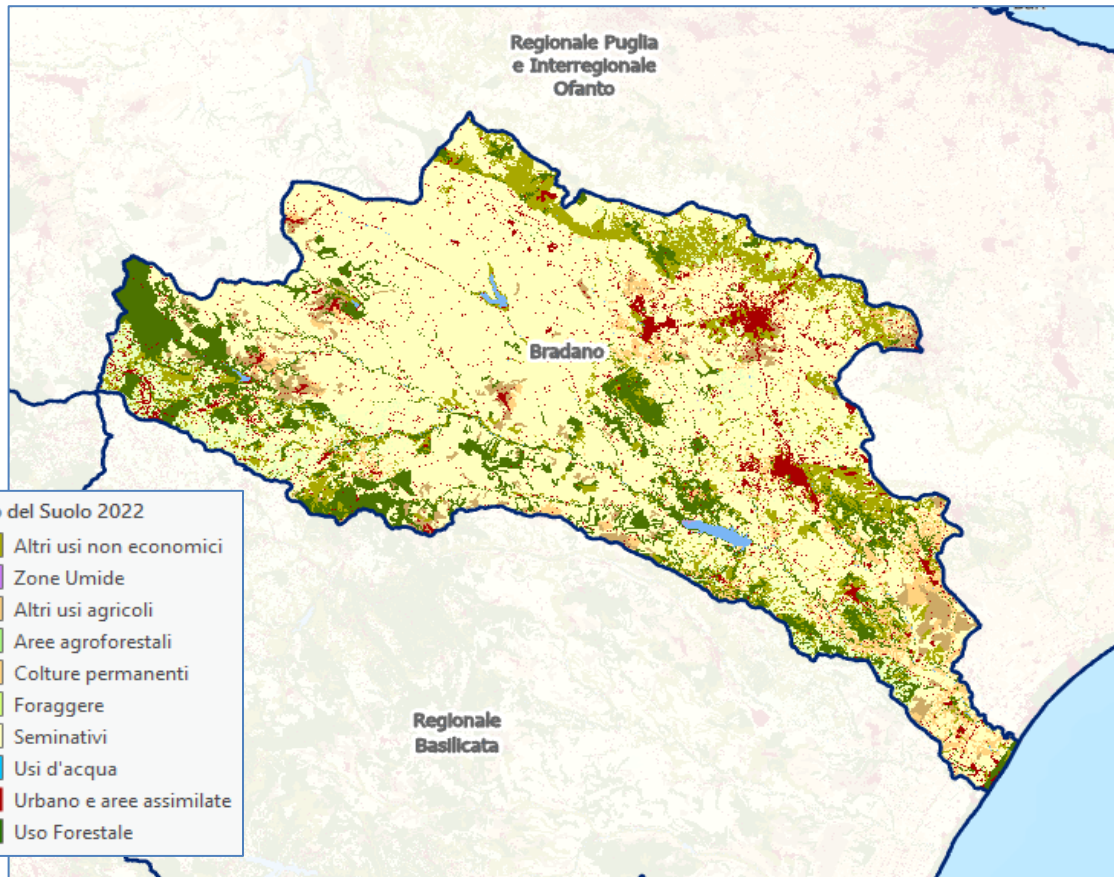 Regionale Puglia
e Interregionale
Ofanto
Bradano
Regionale
Basilicata
del Suolo 2022
Altri usi non economici
Zone Umide
Altri usi agricoli
Aree agroforestali
Colture permanenti
Foraggere
Seminativi
Usi d'acqua
Urbano e aree assimilate
Uso Forestale